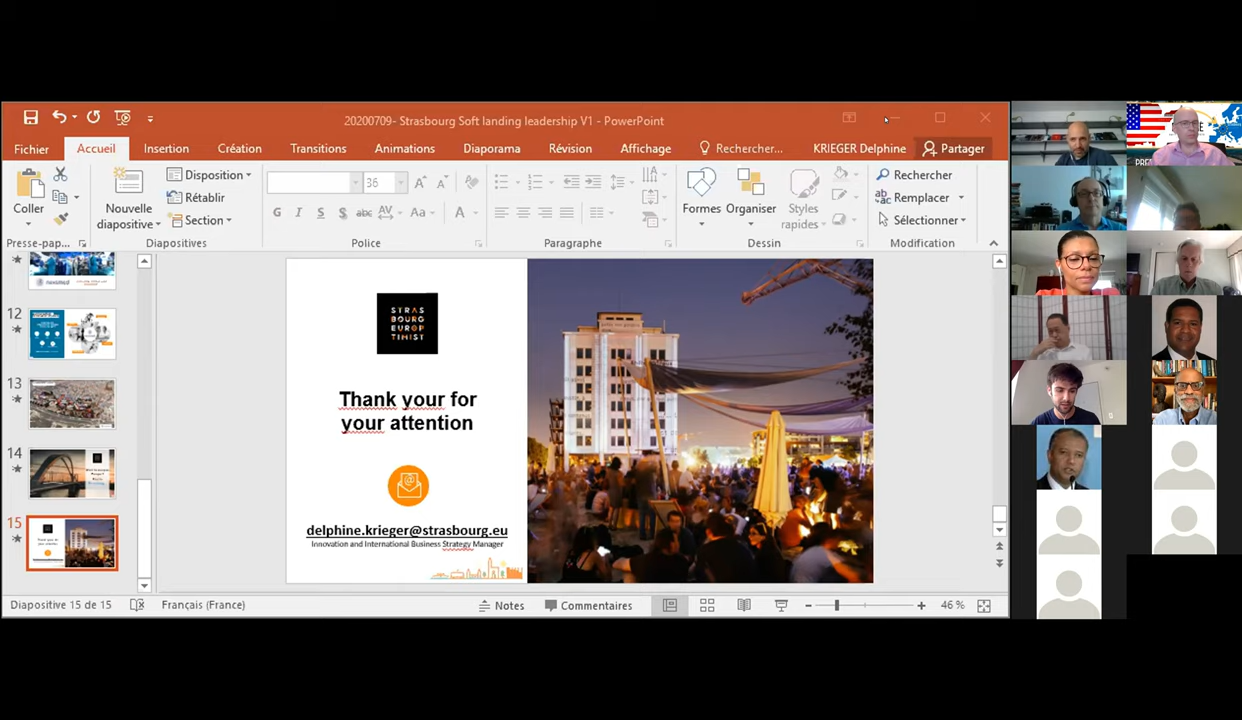 20200709- Strasbourg Soft landing leadership V1 - PowerPoint
Fichier Accueil Insertion Création Transitions Animations Diaporama Révision Affichage Rechercher... KRIEGER Delphine Partager
Coller
Nouvelle
diapositive
Disposition
Rétablir
Section
36
G I S S abc AV Aa A
Formes
Organiser
Styles
rapides
Rechercher
Remplacer
Sélectionner
Presse-pap... Diapositives Police Paragraphe Dessin Modification
12
13
14
15
STRAS
BOURG
EUROP
TIMIST
Thank your for
your attention
delphine.krieger@strasbourg.eu
Innovation and International Business Strategy Manager
Diapositive 15 de 15 Français (France) Notes Commentaires 46 %